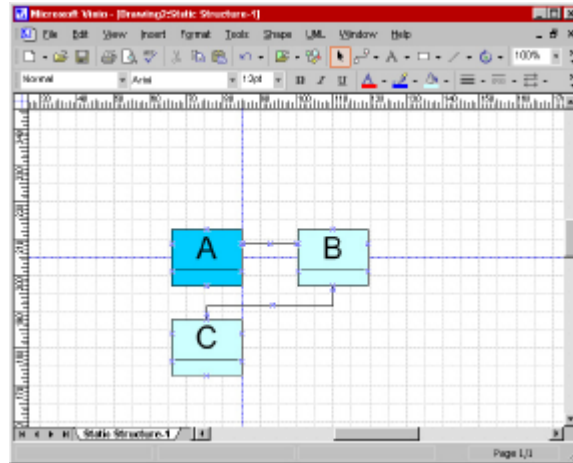 Microsoft Visio - [Drawing2:Static Structure-1]
File Edit View Insert Format Tools Shape UML Window Help
100%
Normal Arial 12pt B I U A
A B
C
Static Structure-1
Page 1/1